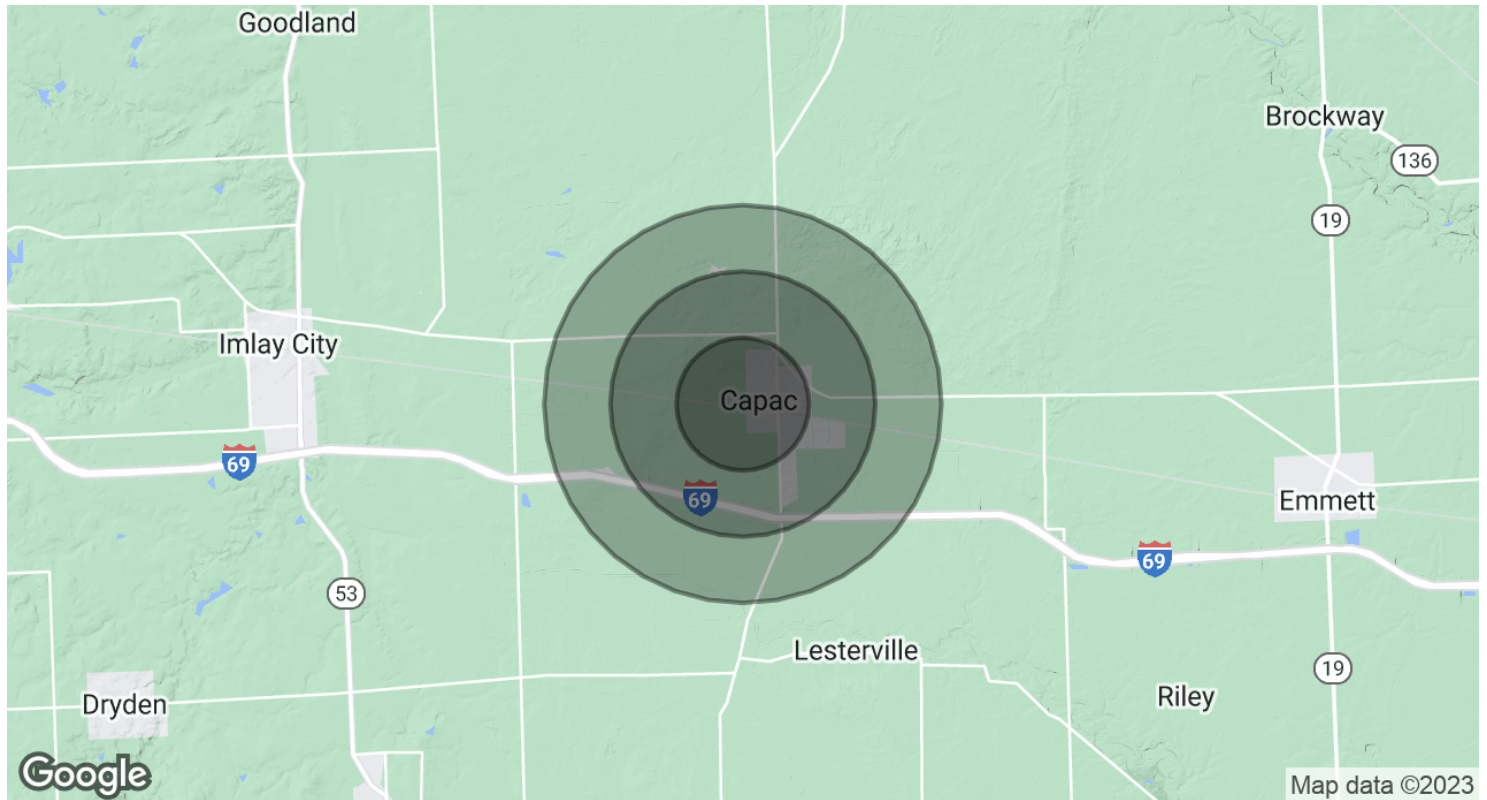 Goodland
Brockway
136
19
Imlay City
Capac
69
69
Emmett
69
53
Lesterville
19
Riley
Dryden
Google
Map data ©2023